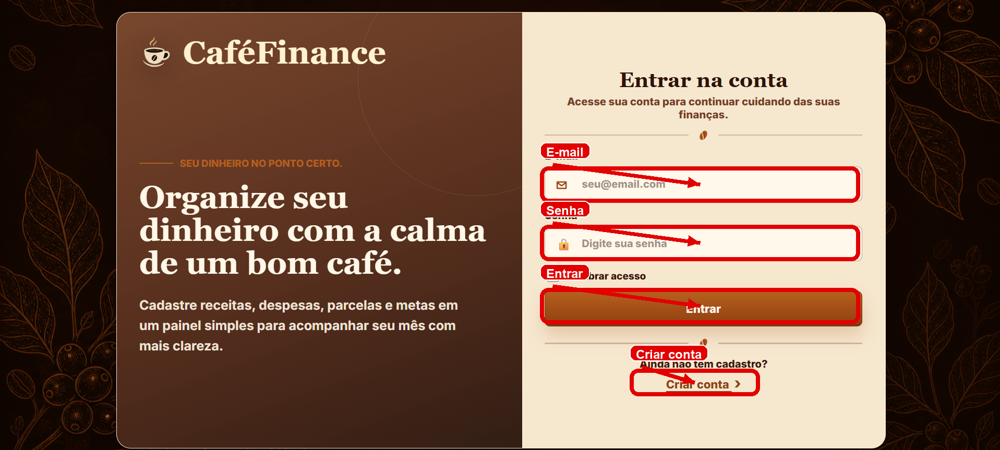 CaféFinance
SEU DINHEIRO NO PONTO CERTO.
Organize seu
dinheiro com a calma
de um bom café.
Cadastre receitas, despesas, parcelas e metas em
um painel simples para acompanhar seu mês com
mais clareza.
Entrar na conta
Acesse sua conta para continuar cuidando das suas
finanças.
E-mail
seu@email.com
Senha
Digite sua senha
Entrar
acesso
Entrar
Criar conta
Ainda não tem cadastro?
Criar conta ›